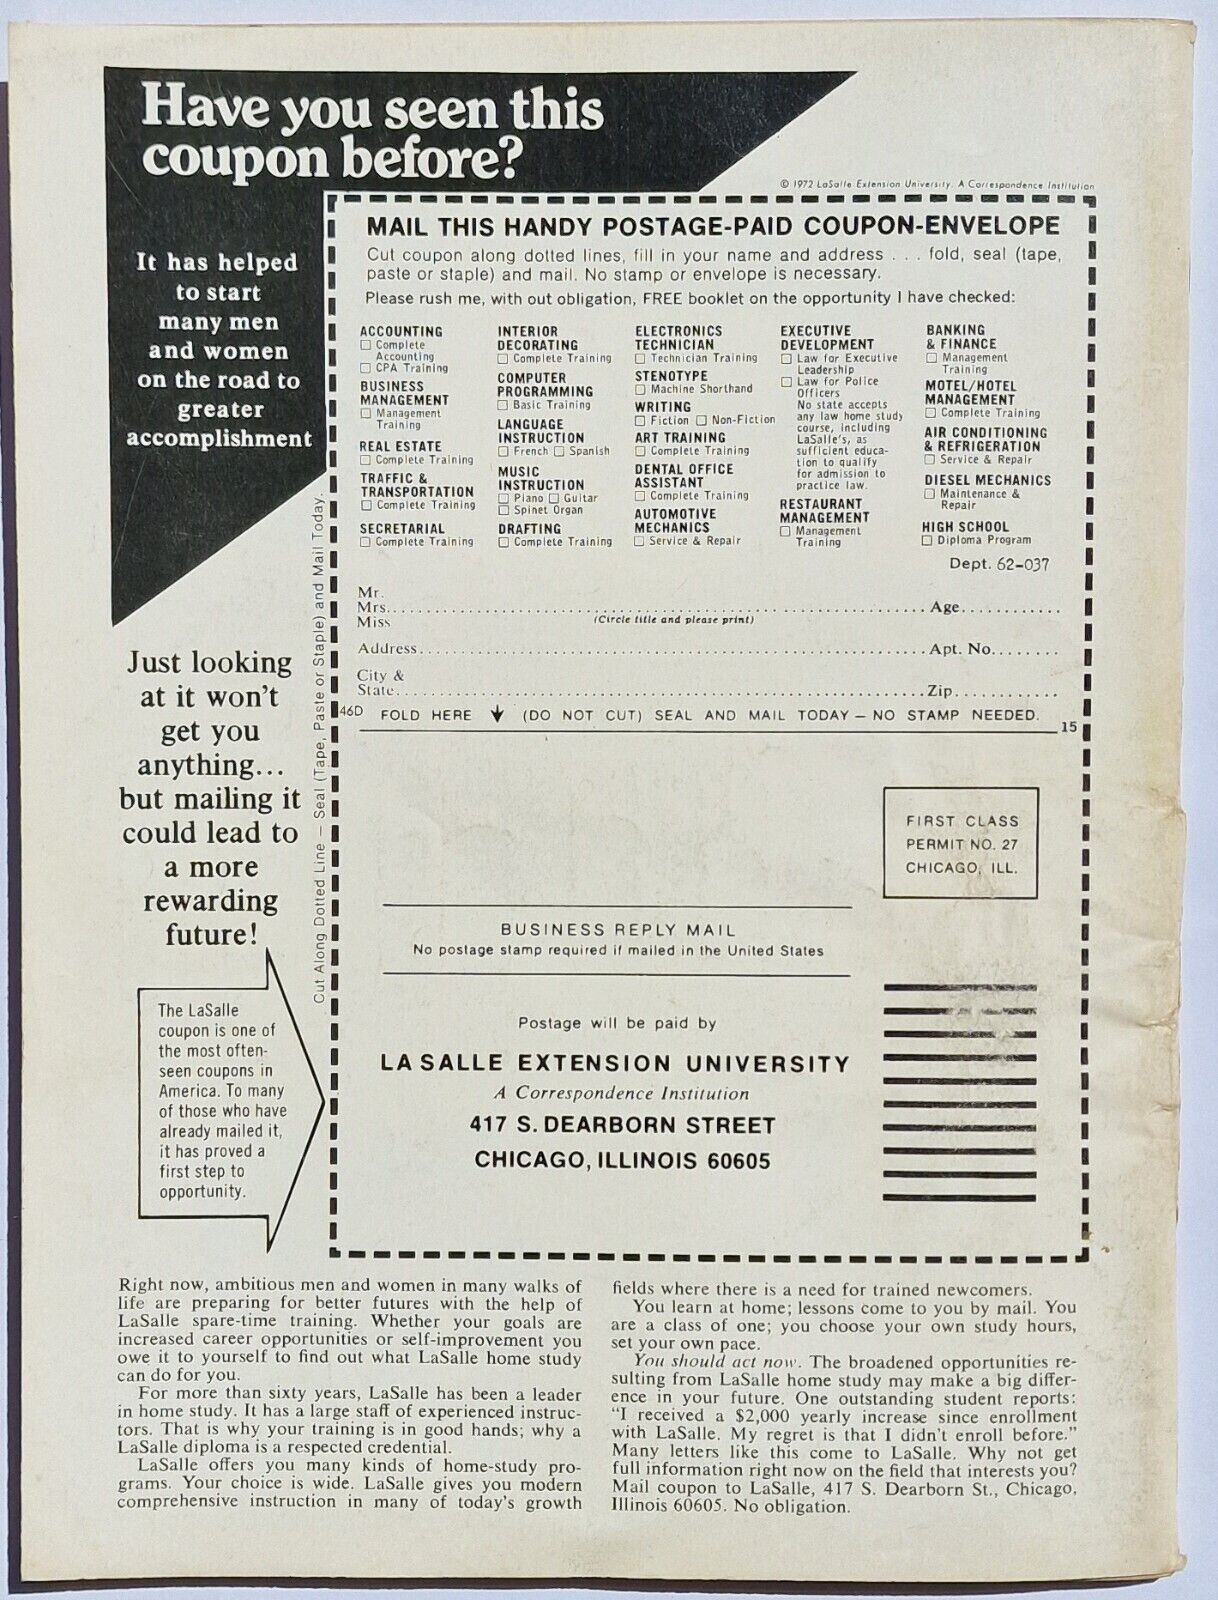 Have you seen this
coupon before?
© 1972 LaSalle Extension University. A Correspondence Institution
It has helped
to start
many men
and women
on the road to
greater
accomplishment
Just looking
at it won't
get you
anything...
but mailing it
could lead to
a more
rewarding
future!
The LaSalle
coupon is one of
the most often-
seen coupons in
America. To many
of those who have
already mailed it,
it has proved a
first step to
opportunity.
Cut Along Dotted Line — Seal (Tape, Paste or Staple) and Mail Today.
MAIL THIS HANDY POSTAGE-PAID COUPON-ENVELOPE
Cut coupon along dotted lines, fill in your name and address . . . fold, seal (tape,
paste or staple) and mail. No stamp or envelope is necessary.
Please rush me, with out obligation, FREE booklet on the opportunity I have checked:
ACCOUNTING
☐ Complete
Accounting
☐ CPA Training
BUSINESS
MANAGEMENT
☐ Management
Training
REAL ESTATE
☐ Complete Training
TRAFFIC &
TRANSPORTATION
☐ Complete Training
SECRETARIAL
☐ Complete Training
INTERIOR
DECORATING
☐ Complete Training
COMPUTER
PROGRAMMING
☐ Basic Training
LANGUAGE
INSTRUCTION
☐ French ☐ Spanish
MUSIC
INSTRUCTION
☐ Piano ☐ Guitar
☐ Spinet Organ
DRAFTING
☐ Complete Training
ELECTRONICS
TECHNICIAN
☐ Technician Training
STENOTYPE
☐ Machine Shorthand
WRITING
☐ Fiction ☐ Non-Fiction
ART TRAINING
☐ Complete Training
DENTAL OFFICE
ASSISTANT
☐ Complete Training
AUTOMOTIVE
MECHANICS
☐ Service & Repair
EXECUTIVE
DEVELOPMENT
☐ Law for Executive
Leadership
☐ Law for Police
Officers
No state accepts
any law home study
course, including
LaSalle's, as
sufficient educa-
tion to qualify
for admission to
practice law.
RESTAURANT
MANAGEMENT
☐ Management
Training
BANKING
& FINANCE
☐ Management
Training
MOTEL/HOTEL
MANAGEMENT
☐ Complete Training
AIR CONDITIONING
& REFRIGERATION
☐ Service & Repair
DIESEL MECHANICS
☐ Maintenance &
Repair
HIGH SCHOOL
☐ Diploma Program
Dept. 62-037
Mr.
Mrs. Age
Miss (Circle title and please print)
Address Apt. No.
City &
State Zip
46D FOLD HERE ↓ (DO NOT CUT) SEAL AND MAIL TODAY — NO STAMP NEEDED.
15
FIRST CLASS
PERMIT NO. 27
CHICAGO, ILL.
BUSINESS REPLY MAIL
No postage stamp required if mailed in the United States
Postage will be paid by
LA SALLE EXTENSION UNIVERSITY
A Correspondence Institution
417 S. DEARBORN STREET
CHICAGO, ILLINOIS 60605
Right now, ambitious men and women in many walks of
life are preparing for better futures with the help of
LaSalle spare-time training. Whether your goals are
increased career opportunities or self-improvement you
owe it to yourself to find out what LaSalle home study
can do for you.
For more than sixty years, LaSalle has been a leader
in home study. It has a large staff of experienced instruc-
tors. That is why your training is in good hands; why a
LaSalle diploma is a respected credential.
LaSalle offers you many kinds of home-study pro-
grams. Your choice is wide. LaSalle gives you modern
comprehensive instruction in many of today's growth
fields where there is a need for trained newcomers.
You learn at home; lessons come to you by mail. You
are a class of one; you choose your own study hours,
set your own pace.
You should act now. The broadened opportunities re-
sulting from LaSalle home study may make a big differ-
ence in your future. One outstanding student reports:
"I received a $2,000 yearly increase since enrollment
with LaSalle. My regret is that I didn't enroll before."
Many letters like this come to LaSalle. Why not get
full information right now on the field that interests you?
Mail coupon to LaSalle, 417 S. Dearborn St., Chicago,
Illinois 60605. No obligation.